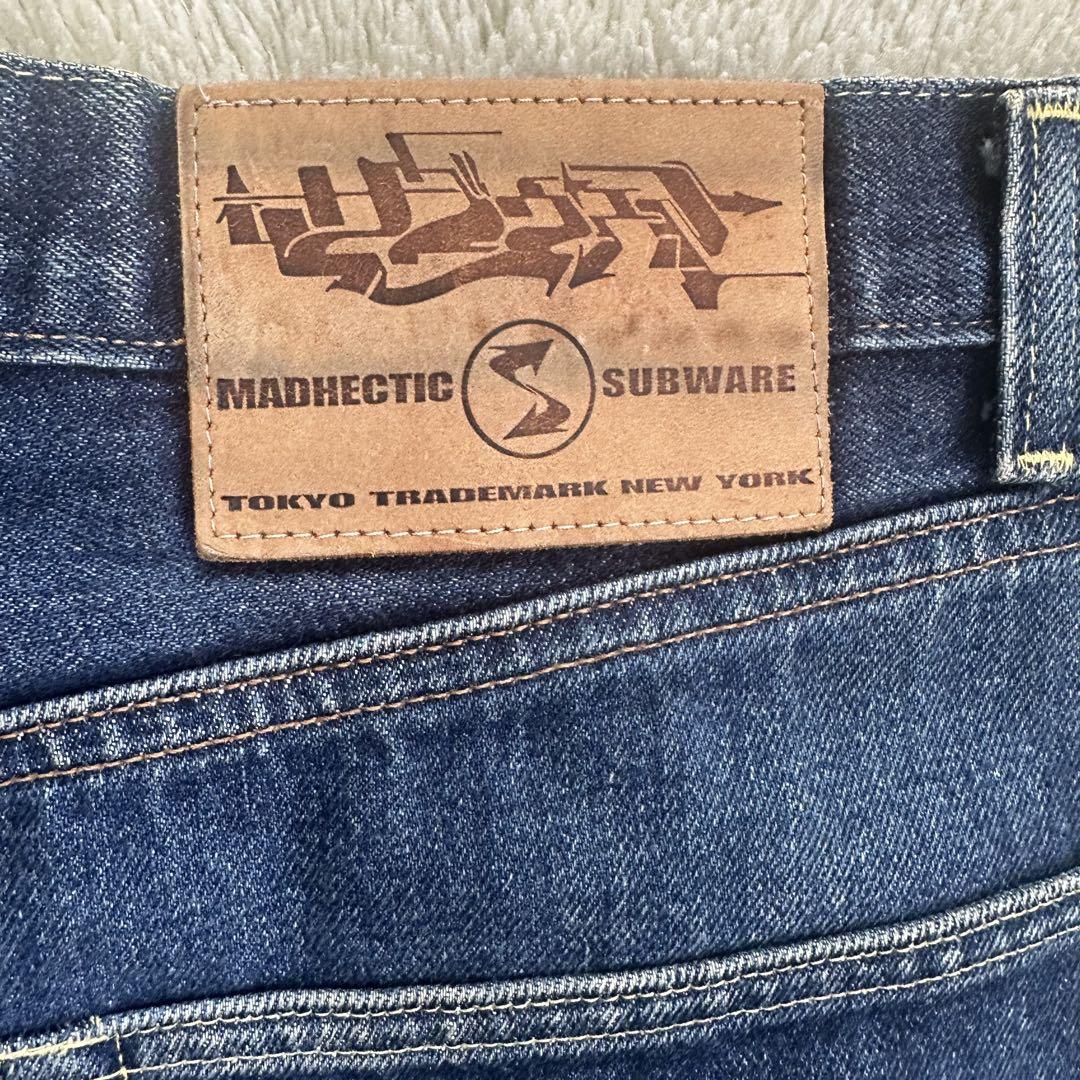 MADHECTIC S SUBWARE
TOKYO TRADEMARK NEW YORK